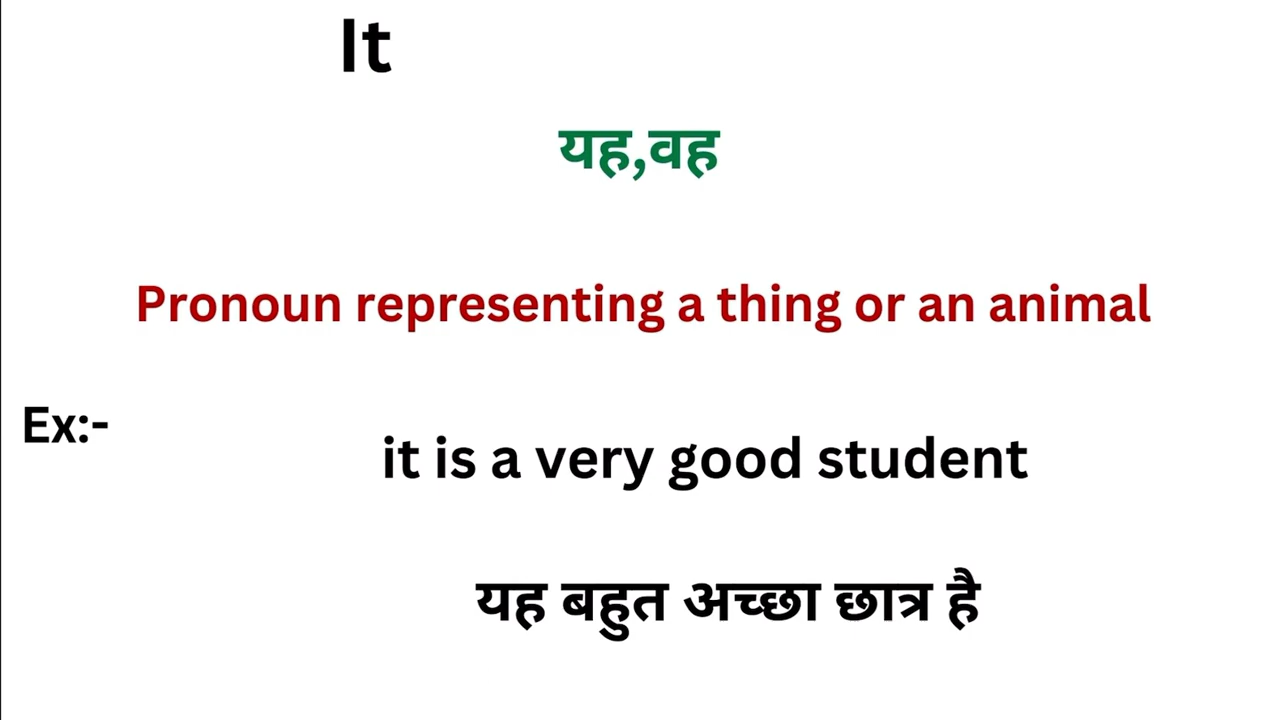 It
यह,वह
Pronoun representing a thing or an animal
Ex:-
it is a very good student
यह बहुत अच्छा छात्र है